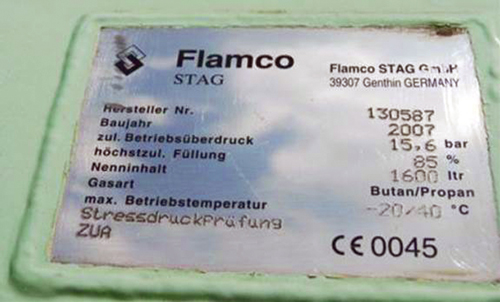 Flamco
STAG
Flamco STAG GmbH
39307 Genthin GERMANY
Hersteller Nr. 130587
Baujahr 2007
zul. Betriebsüberdruck 15,6 bar
höchstzul. Füllung 85 %
Nenninhalt 1600 ltr
Gasart Butan/Propan
max. Betriebstemperatur -20/40 °C
Stressdruckprüfung
ZUA
CE 0045